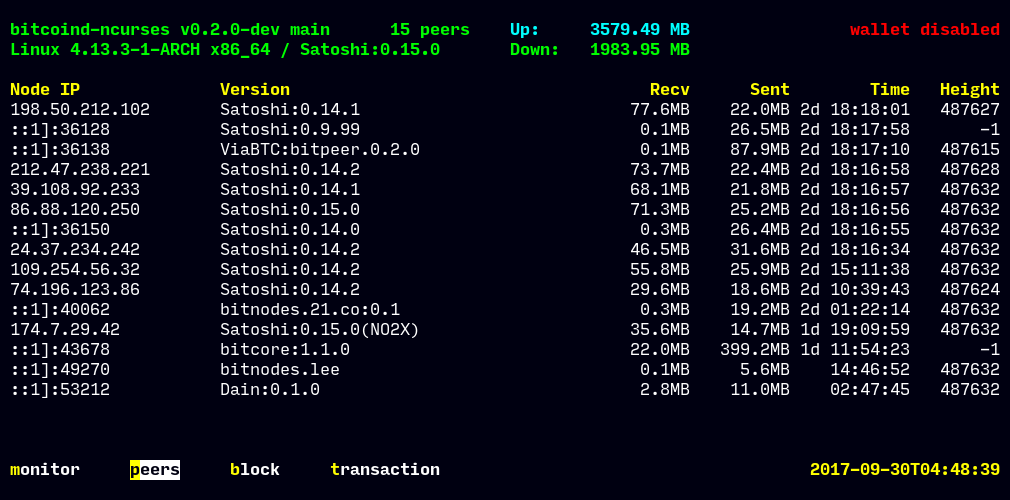 bitcoind-ncurses v0.2.0-dev main 15 peers Up: 3579.49 MB wallet disabled
Linux 4.13.3-1-ARCH x86_64 / Satoshi:0.15.0 Down: 1983.95 MB
Node IP Version Recv Sent Time Height
198.50.212.102 Satoshi:0.14.1 77.6MB 22.0MB 2d 18:18:01 487627
::1]:36128 Satoshi:0.9.99 0.1MB 26.5MB 2d 18:17:58 -1
::1]:36138 ViaBTC:bitpeer.0.2.0 0.1MB 87.9MB 2d 18:17:10 487615
212.47.238.221 Satoshi:0.14.2 73.7MB 22.4MB 2d 18:16:58 487628
39.108.92.233 Satoshi:0.14.1 68.1MB 21.8MB 2d 18:16:57 487632
86.88.120.250 Satoshi:0.15.0 71.3MB 25.2MB 2d 18:16:56 487632
::1]:36150 Satoshi:0.14.0 0.3MB 26.4MB 2d 18:16:55 487632
24.37.234.242 Satoshi:0.14.2 46.5MB 31.6MB 2d 18:16:34 487632
109.254.56.32 Satoshi:0.14.2 55.8MB 25.9MB 2d 15:11:38 487632
74.196.123.86 Satoshi:0.14.2 29.6MB 18.6MB 2d 10:39:43 487624
::1]:40062 bitnodes.21.co:0.1 0.3MB 19.2MB 2d 01:22:14 487632
174.7.29.42 Satoshi:0.15.0(NO2X) 35.6MB 14.7MB 1d 19:09:59 487632
::1]:43678 bitcore:1.1.0 22.0MB 399.2MB 1d 11:54:23 -1
::1]:49270 bitnodes.lee 0.1MB 5.6MB 14:46:52 487632
::1]:53212 Dain:0.1.0 2.8MB 11.0MB 02:47:45 487632
monitor peers block transaction 2017-09-30T04:48:39